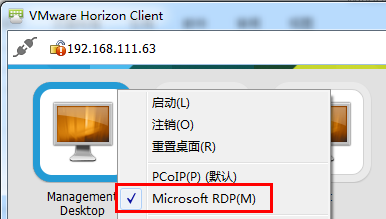 VMware Horizon Client
192.168.111.63
启动(L)
注销(O)
重置桌面(R)
PCoIP(P) (默认)
Microsoft RDP(M)
Management
Desktop